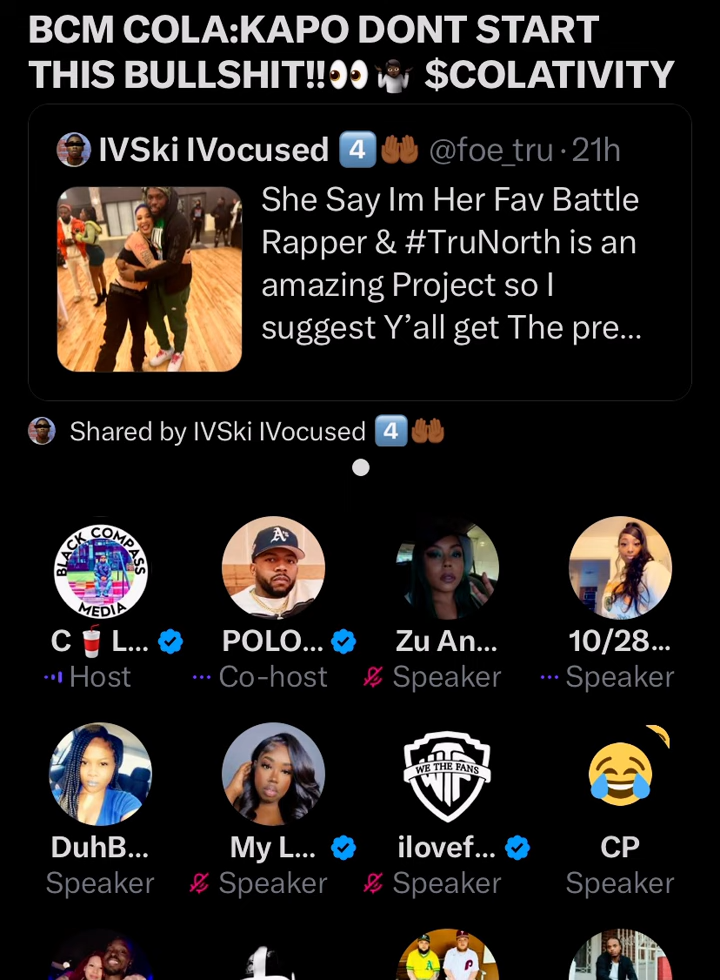 BCM COLA:KAPO DONT START
THIS BULLSHIT!!👀🤷🏿‍♂️ $COLATIVITY
IVSki IVocused 4️⃣🤲🏾 @foe_tru · 21h
She Say Im Her Fav Battle
Rapper & #TruNorth is an
amazing Project so I
suggest Y’all get The pre...
Shared by IVSki IVocused 4️⃣🤲🏾
BLACK COMPASS
MEDIA
A's
C🥤L...
POLO...
Zu An...
10/28...
Host
Co-host
Speaker
Speaker
WE THE FANS
WTF
DuhB...
My L...
ilovef...
CP
Speaker
Speaker
Speaker
Speaker